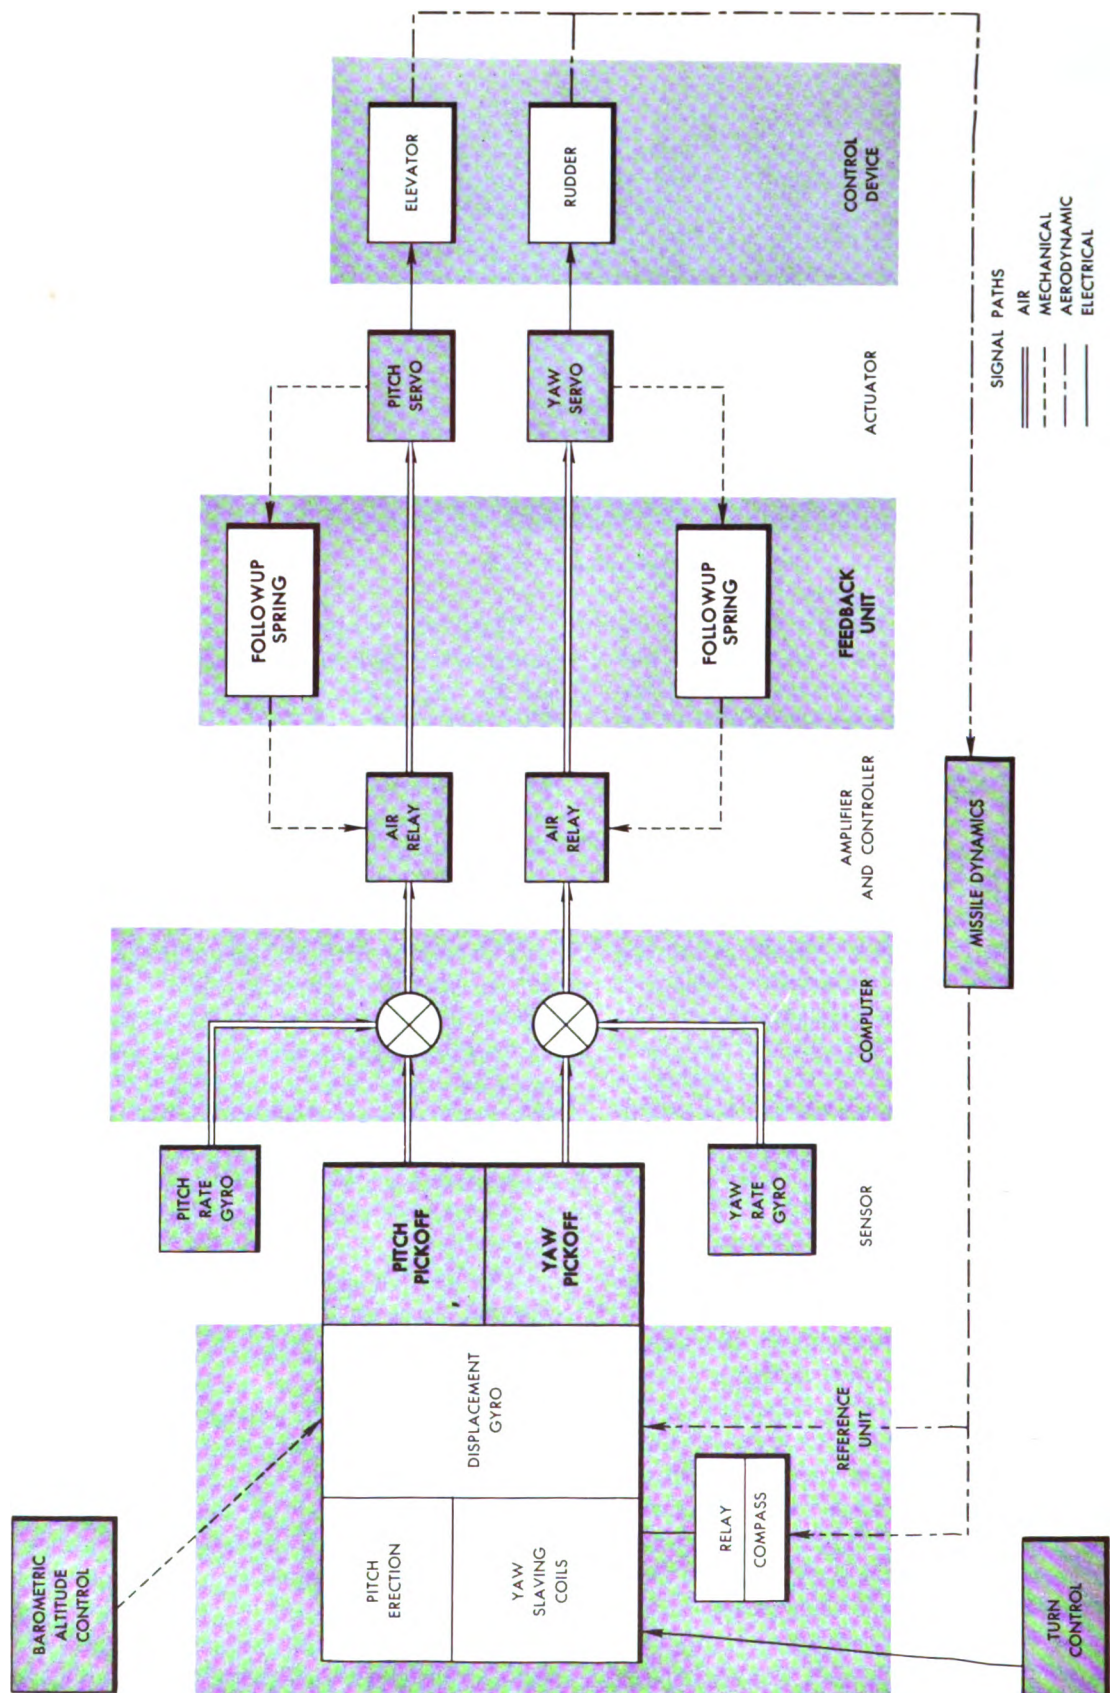 BAROMETRIC
ALTITUDE
CONTROL
PITCH
ERECTION
YAW
SLAVING
COILS
DISPLACEMENT
GYRO
RELAY
COMPASS
REFERENCE
UNIT
TURN
CONTROL
PITCH
RATE
GYRO
PITCH
PICKOFF
YAW
PICKOFF
YAW
RATE
GYRO
SENSOR
COMPUTER
AIR
RELAY
AIR
RELAY
AMPLIFIER
AND CONTROLLER
MISSILE DYNAMICS
FOLLOWUP
SPRING
FOLLOWUP
SPRING
FEEDBACK
UNIT
PITCH
SERVO
YAW
SERVO
ACTUATOR
ELEVATOR
RUDDER
CONTROL
DEVICE
SIGNAL PATHS
AIR
MECHANICAL
AERODYNAMIC
ELECTRICAL